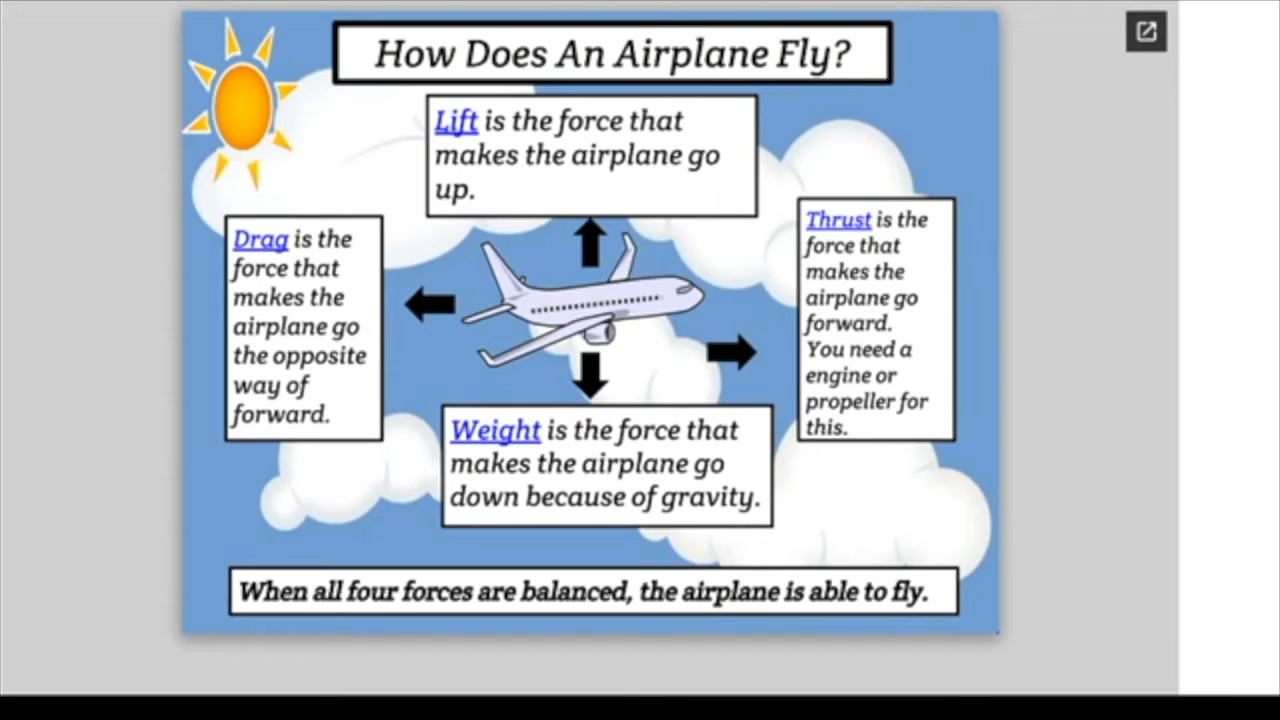 How Does An Airplane Fly?
Lift is the force that
makes the airplane go
up.
Drag is the
force that
makes the
airplane go
the opposite
way of
forward.
Thrust is the
force that
makes the
airplane go
forward.
You need a
engine or
propeller for
this.
Weight is the force that
makes the airplane go
down because of gravity.
When all four forces are balanced, the airplane is able to fly.